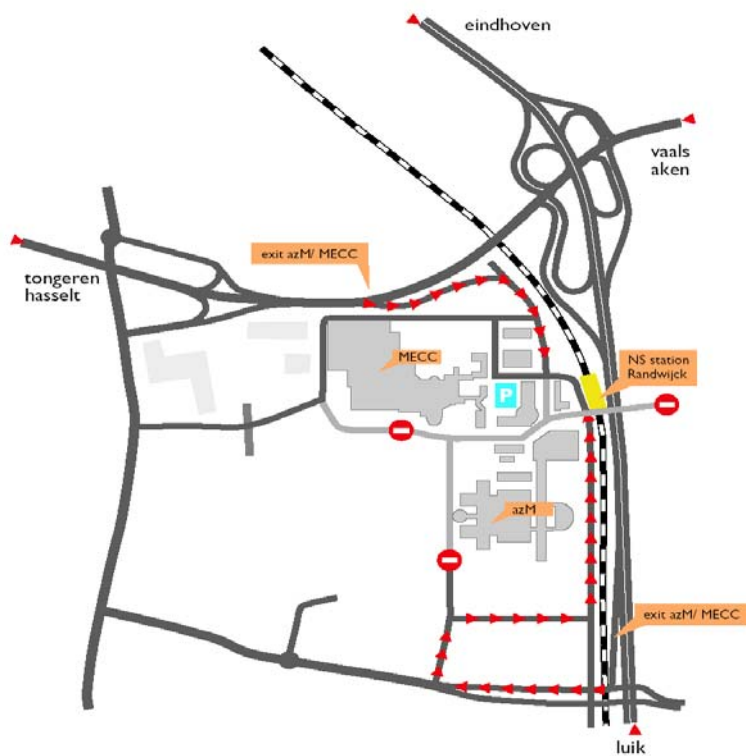 eindhoven
vaals
aken
exit azM/ MECC
tongeren
hasselt
MECC
NS station
Randwijck
P
azM
exit azM/ MECC
luik